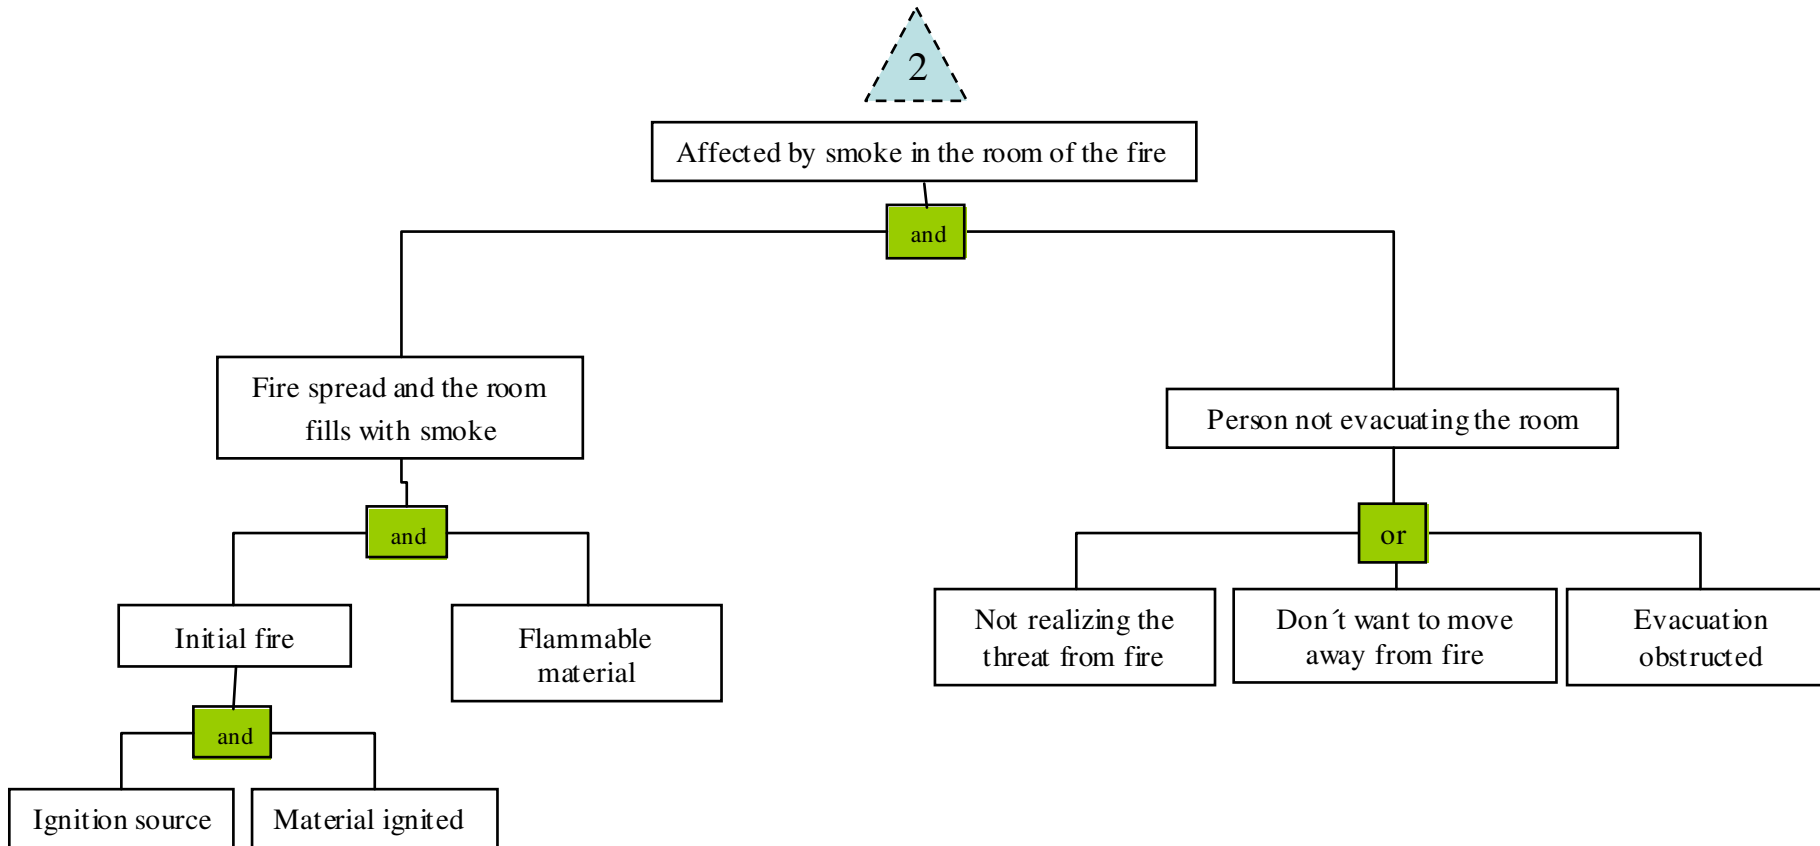 2
Affected by smoke in the room of the fire
and
Fire spread and the room
fills with smoke
Person not evacuating the room
and
or
Initial fire
Flammable
material
Not realizing the
threat from fire
Don´t want to move
away from fire
Evacuation
obstructed
and
Ignition source
Material ignited